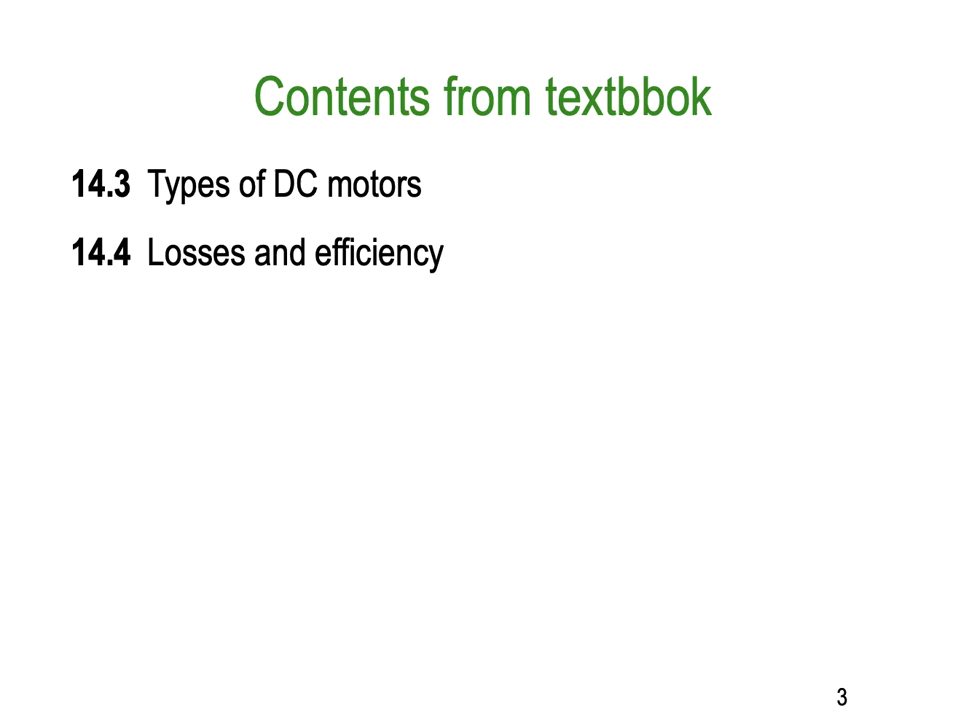 Contents from textbbok
14.3 Types of DC motors
14.4 Losses and efficiency
3